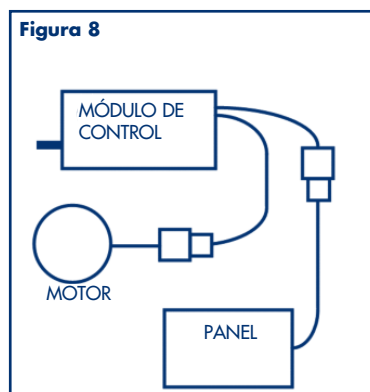 Figura 8
MÓDULO DE
CONTROL
MOTOR
PANEL